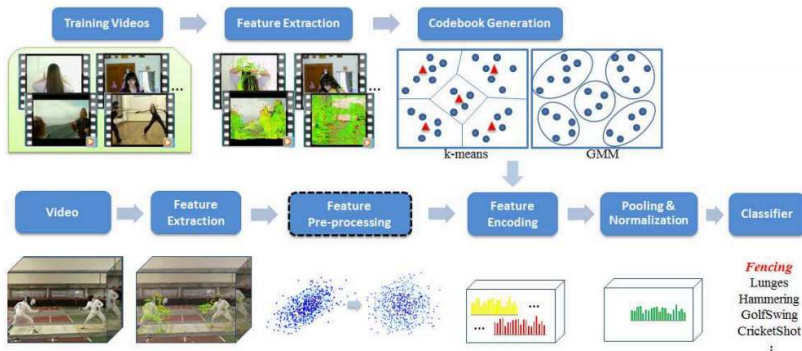 Training Videos
Feature Extraction
Codebook Generation
...
k-means
GMM
Video
Feature
Extraction
Feature
Pre-processing
Feature
Encoding
Pooling &
Normalization
Classifier
...
...
Fencing
Lunges
Hammering
GolfSwing
CricketShot
: